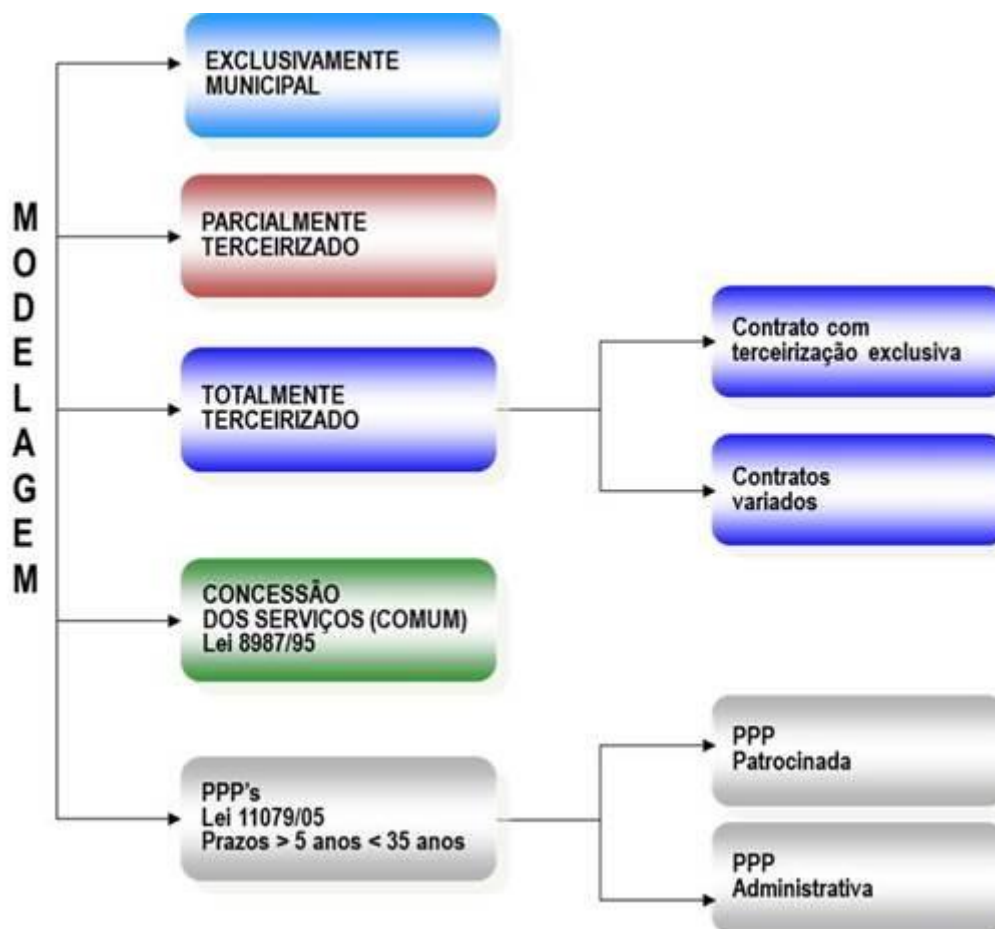 MODELAGEM
EXCLUSIVAMENTE
MUNICIPAL
PARCIALMENTE
TERCEIRIZADO
TOTALMENTE
TERCEIRIZADO
Contrato com
terceirização exclusiva
Contratos
variados
CONCESSÃO
DOS SERVIÇOS (COMUM)
Lei 8987/95
PPP's
Lei 11079/05
Prazos > 5 anos < 35 anos
PPP
Patrocinada
PPP
Administrativa